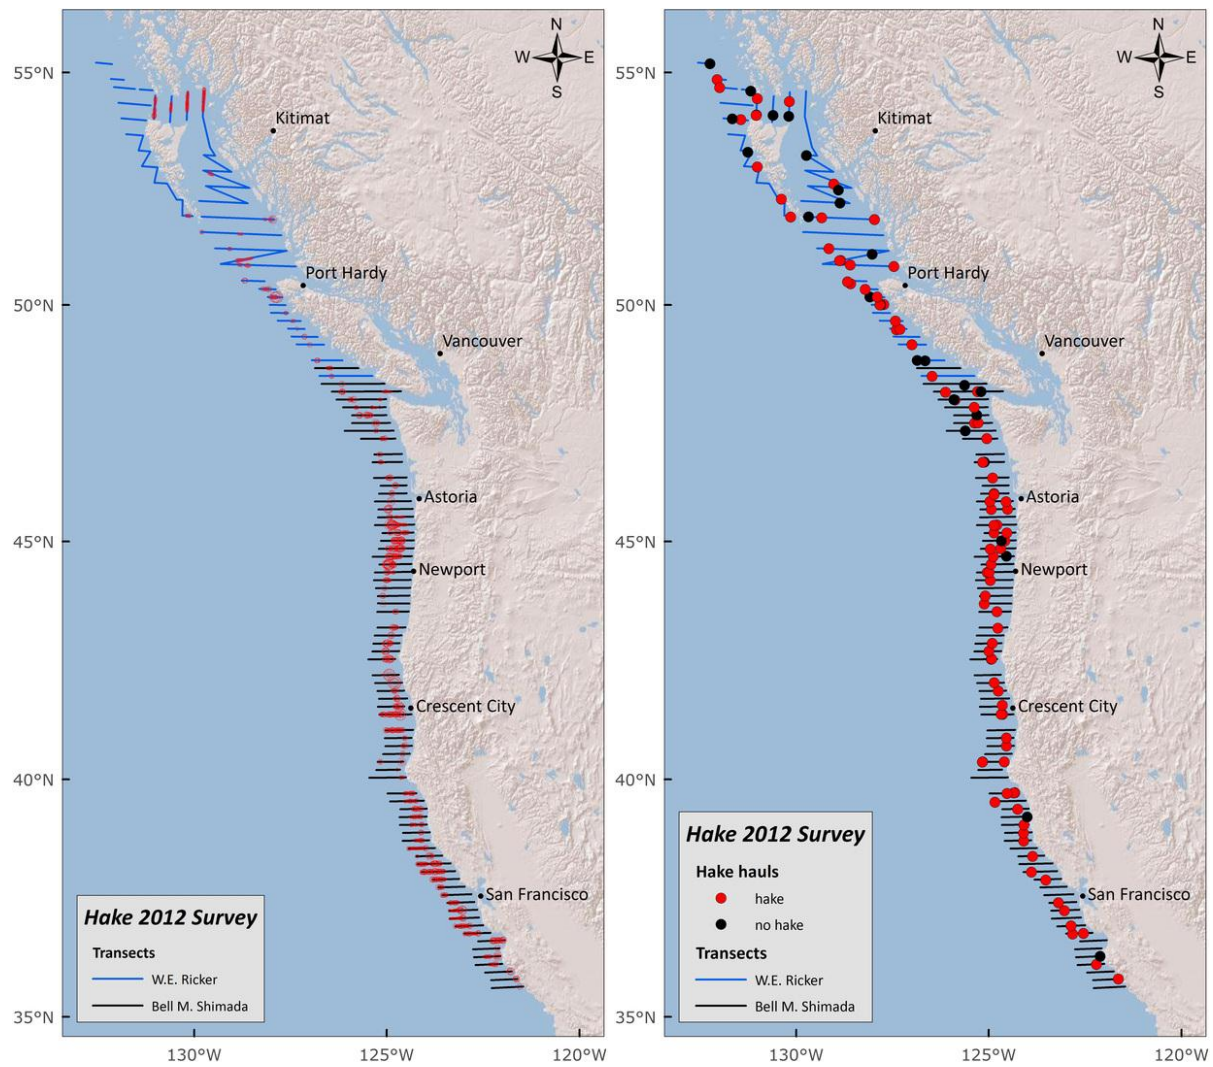 N
W E
S
55°N
Kitimat
Port Hardy
50°N
Vancouver
Astoria
45°N
Newport
Crescent City
40°N
San Francisco
Hake 2012 Survey
Transects
W.E. Ricker
Bell M. Shimada
35°N
130°W 125°W 120°W
N
W E
S
55°N
Kitimat
Port Hardy
50°N
Vancouver
Astoria
45°N
Newport
Crescent City
40°N
Hake 2012 Survey
Hake hauls
hake
no hake
Transects
W.E. Ricker
Bell M. Shimada
San Francisco
35°N
130°W 125°W 120°W